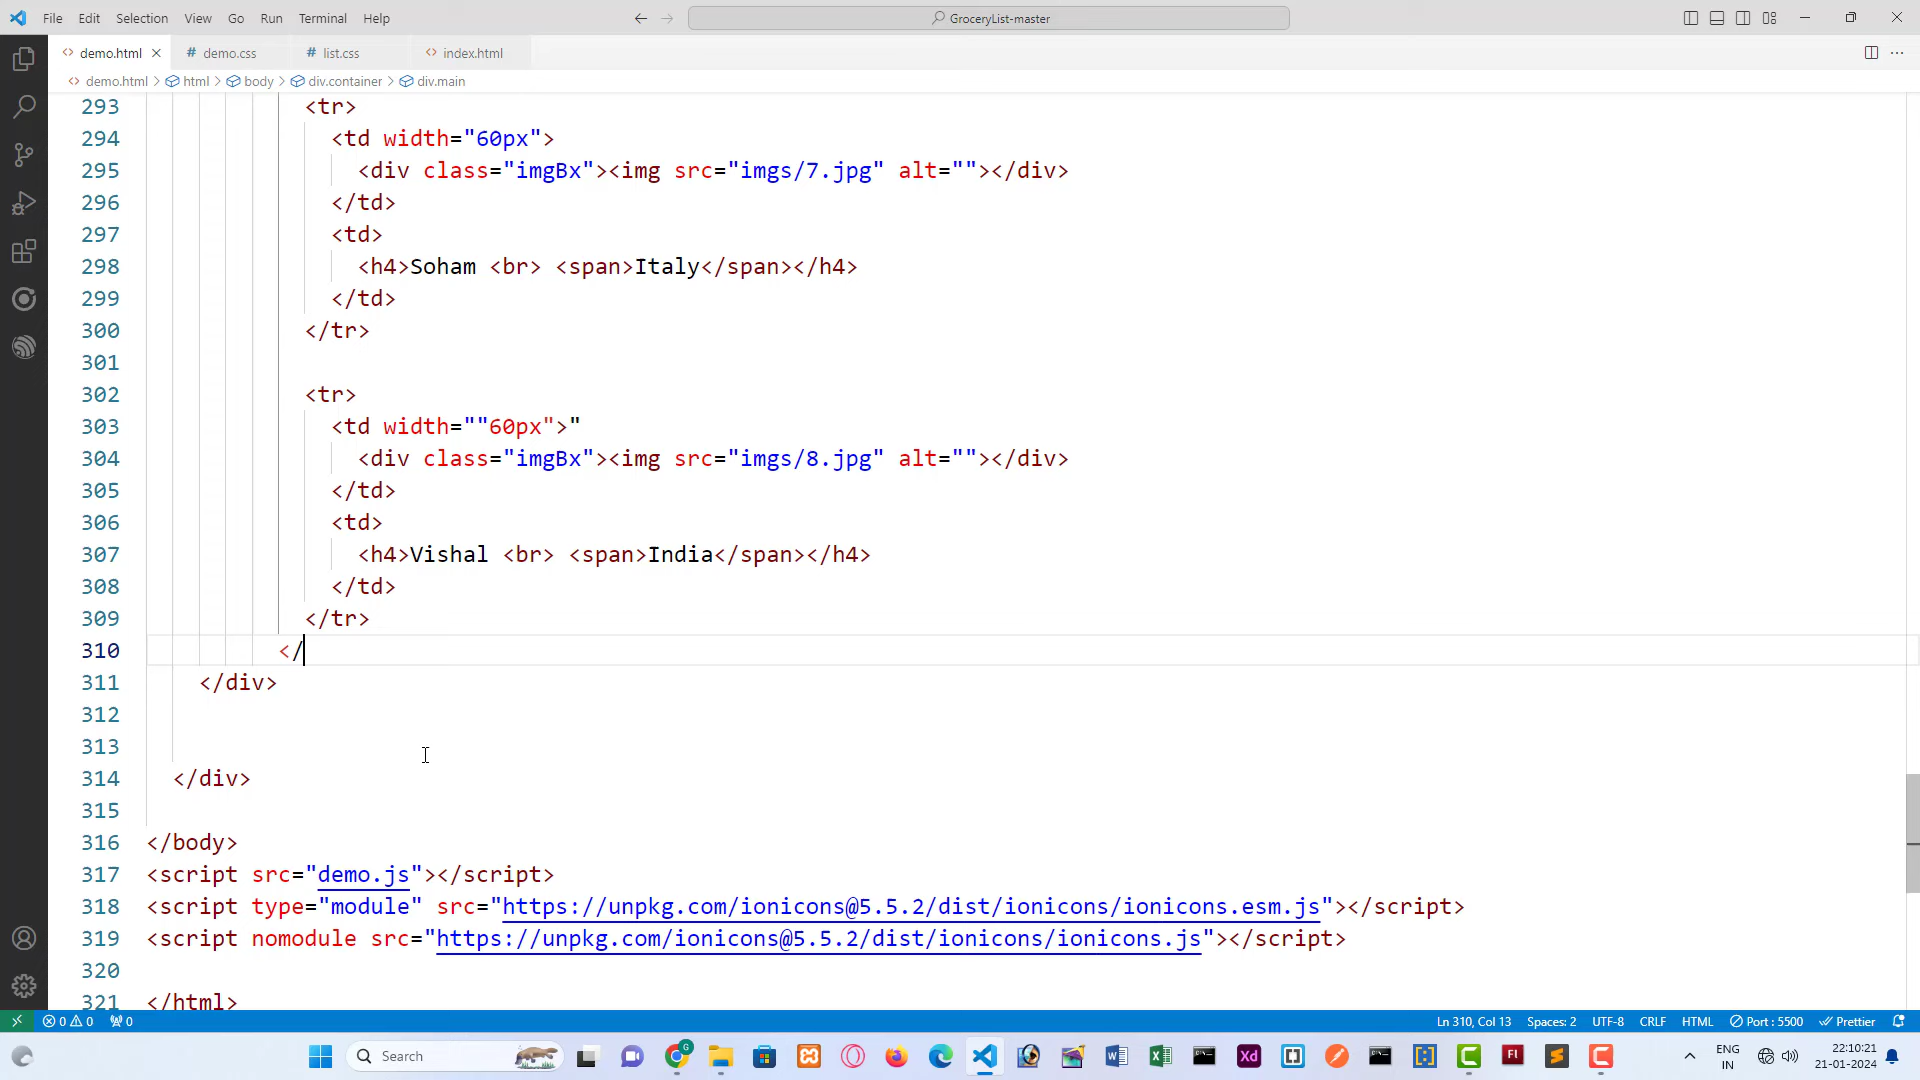 File Edit Selection View Go Run Terminal Help
GroceryList-master
demo.html demo.css list.css index.html
demo.html > html > body > div.container > div.main
293 <tr>
294 <td width="60px">
295 <div class="imgBx"><img src="imgs/7.jpg" alt=""></div>
296 </td>
297 <td>
298 <h4>Soham <br> <span>Italy</span></h4>
299 </td>
300 </tr>
301
302 <tr>
303 <td width=""60px">"
304 <div class="imgBx"><img src="imgs/8.jpg" alt=""></div>
305 </td>
306 <td>
307 <h4>Vishal <br> <span>India</span></h4>
308 </td>
309 </tr>
310 </
311 </div>
312
313
314 </div>
315
316 </body>
317 <script src="demo.js"></script>
318 <script type="module" src="https://unpkg.com/ionicons@5.5.2/dist/ionicons/ionicons.esm.js"></script>
319 <script nomodule src="https://unpkg.com/ionicons@5.5.2/dist/ionicons/ionicons.js"></script>
320
321 </html>
0 0 0 Ln 310, Col 13 Spaces: 2 UTF-8 CRLF HTML Port : 5500 Prettier
Search G Xd Fl ENG IN 22:10:21 21-01-2024